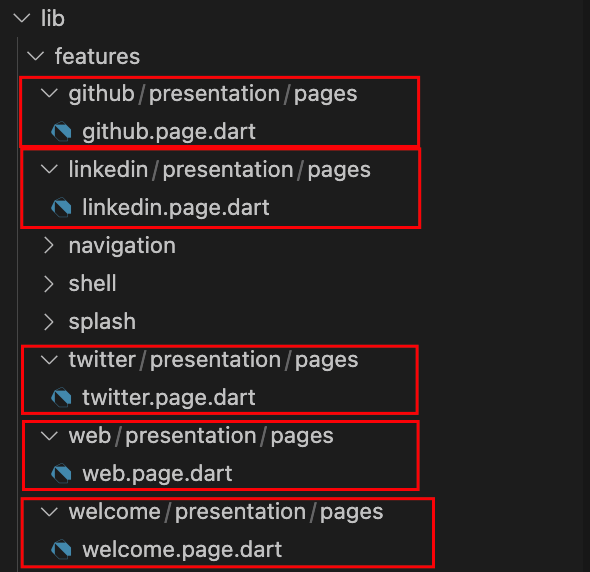 lib
features
github/presentation/pages
github.page.dart
linkedin/presentation/pages
linkedin.page.dart
navigation
shell
splash
twitter/presentation/pages
twitter.page.dart
web/presentation/pages
web.page.dart
welcome/presentation/pages
welcome.page.dart